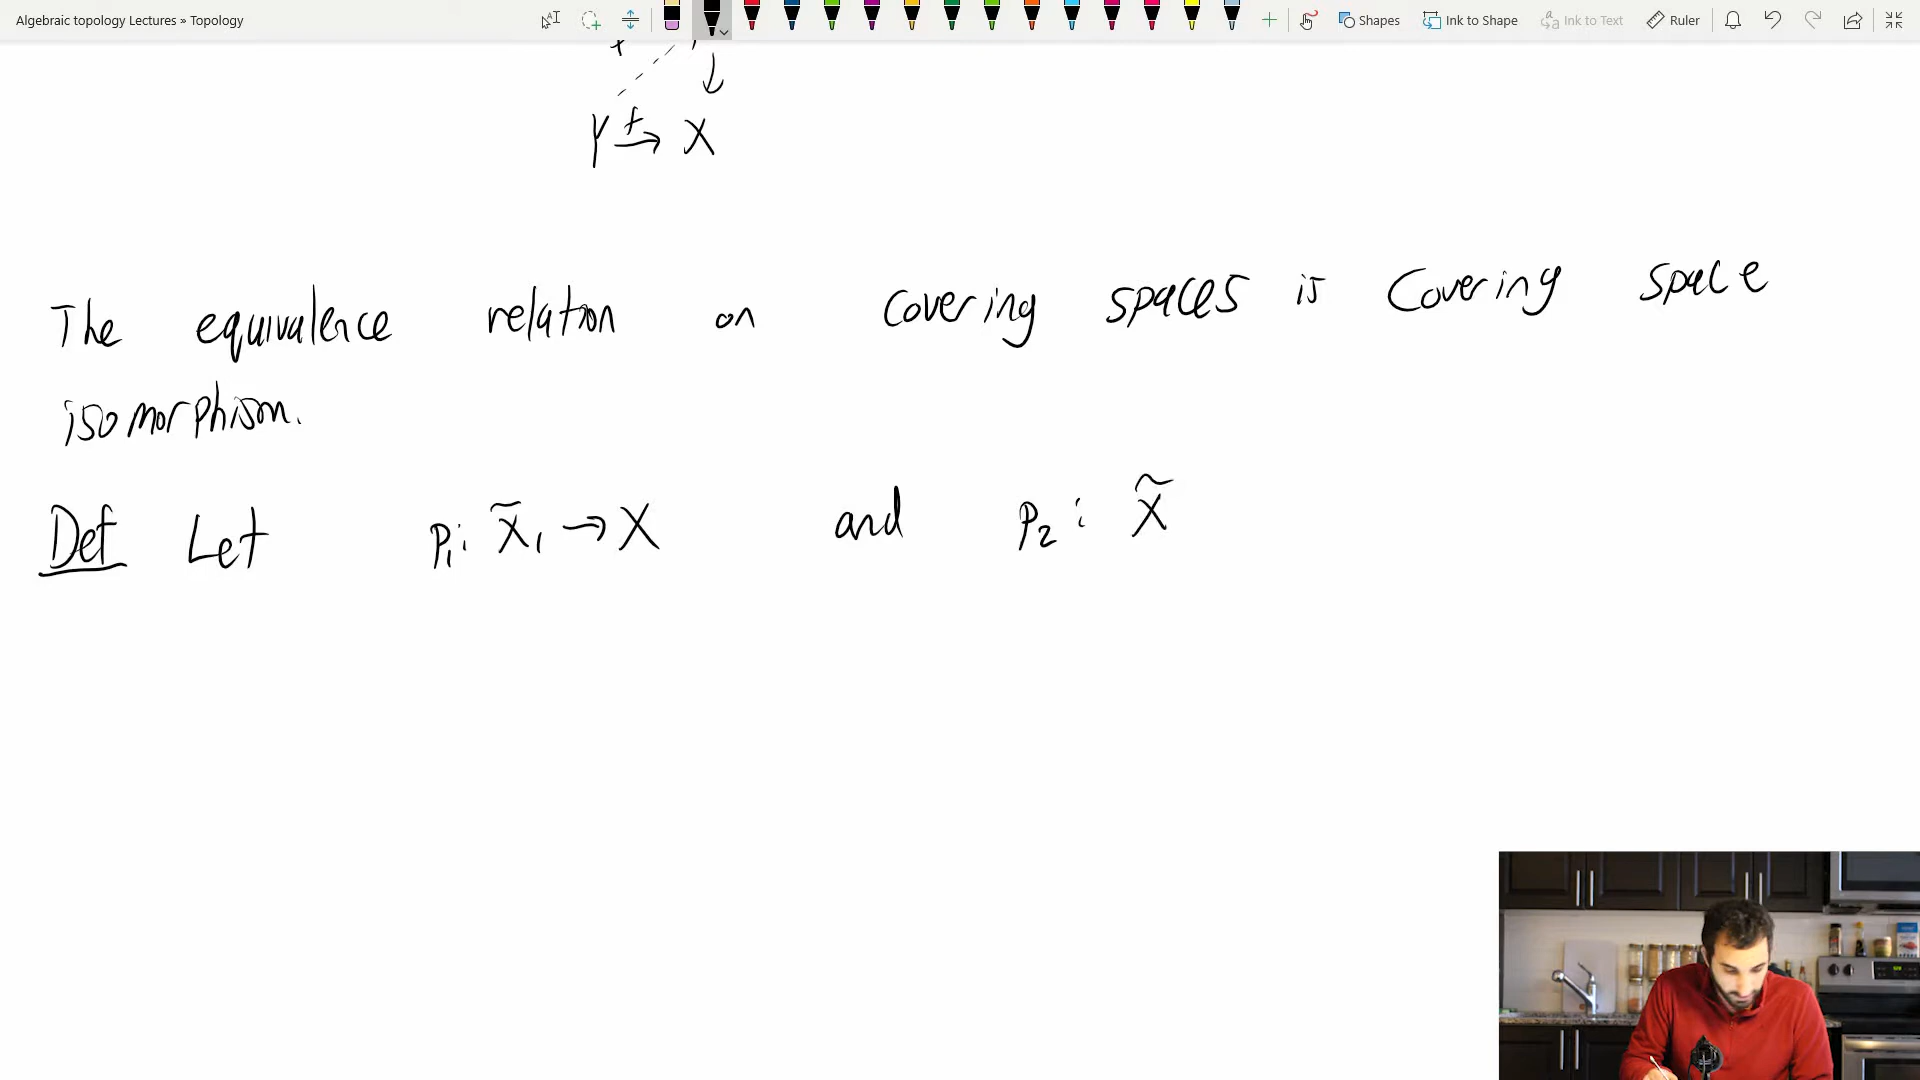 Algebraic topology Lectures » Topology
Shapes
Ink to Shape
Ink to Text
Ruler
Y f→ X
The equivalence relation on covering spaces is covering space
isomorphism.
Def Let p₁: X̃₁ → X and p₂: X̃